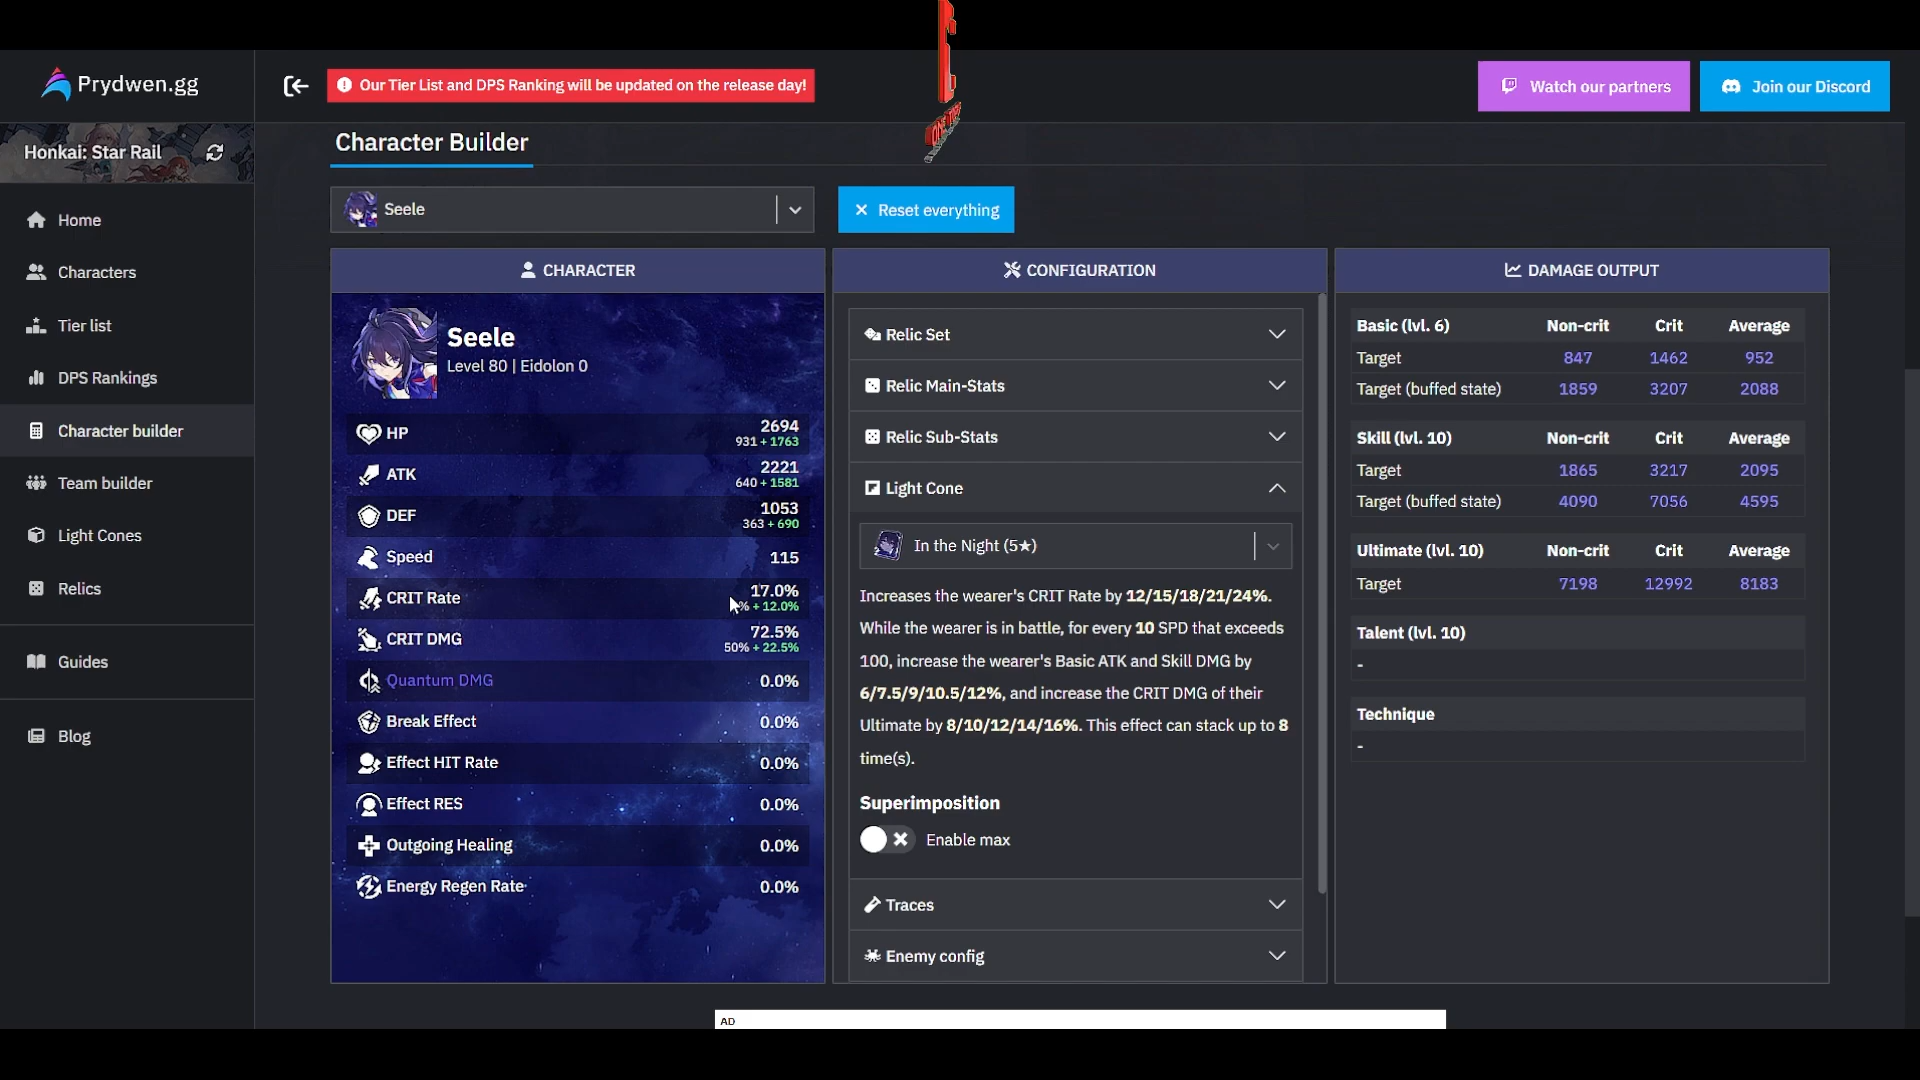 Prydwen.gg
Our Tier List and DPS Ranking will be updated on the release day!
Watch our partners
Join our Discord
Honkai: Star Rail
Home
Characters
Tier list
DPS Rankings
Character builder
Team builder
Light Cones
Relics
Guides
Blog
Character Builder
Seele
Reset everything
CHARACTER
Seele
Level 80 | Eidolon 0
HP 2694
931 + 1763
ATK 2221
640 + 1581
DEF 1053
363 + 690
Speed 115
CRIT Rate 17.0%
% + 12.0%
CRIT DMG 72.5%
50% + 22.5%
Quantum DMG 0.0%
Break Effect 0.0%
Effect HIT Rate 0.0%
Effect RES 0.0%
Outgoing Healing 0.0%
Energy Regen Rate 0.0%
CONFIGURATION
Relic Set
Relic Main-Stats
Relic Sub-Stats
Light Cone
In the Night (5★)
Increases the wearer's CRIT Rate by 12/15/18/21/24%.
While the wearer is in battle, for every 10 SPD that exceeds
100, increase the wearer's Basic ATK and Skill DMG by
6/7.5/9/10.5/12%, and increase the CRIT DMG of their
Ultimate by 8/10/12/14/16%. This effect can stack up to 8
time(s).
Superimposition
Enable max
Traces
Enemy config
DAMAGE OUTPUT
Basic (lvl. 6) Non-crit Crit Average
Target 847 1462 952
Target (buffed state) 1859 3207 2088
Skill (lvl. 10) Non-crit Crit Average
Target 1865 3217 2095
Target (buffed state) 4090 7056 4595
Ultimate (lvl. 10) Non-crit Crit Average
Target 7198 12992 8183
Talent (lvl. 10)
-
Technique
-
AD